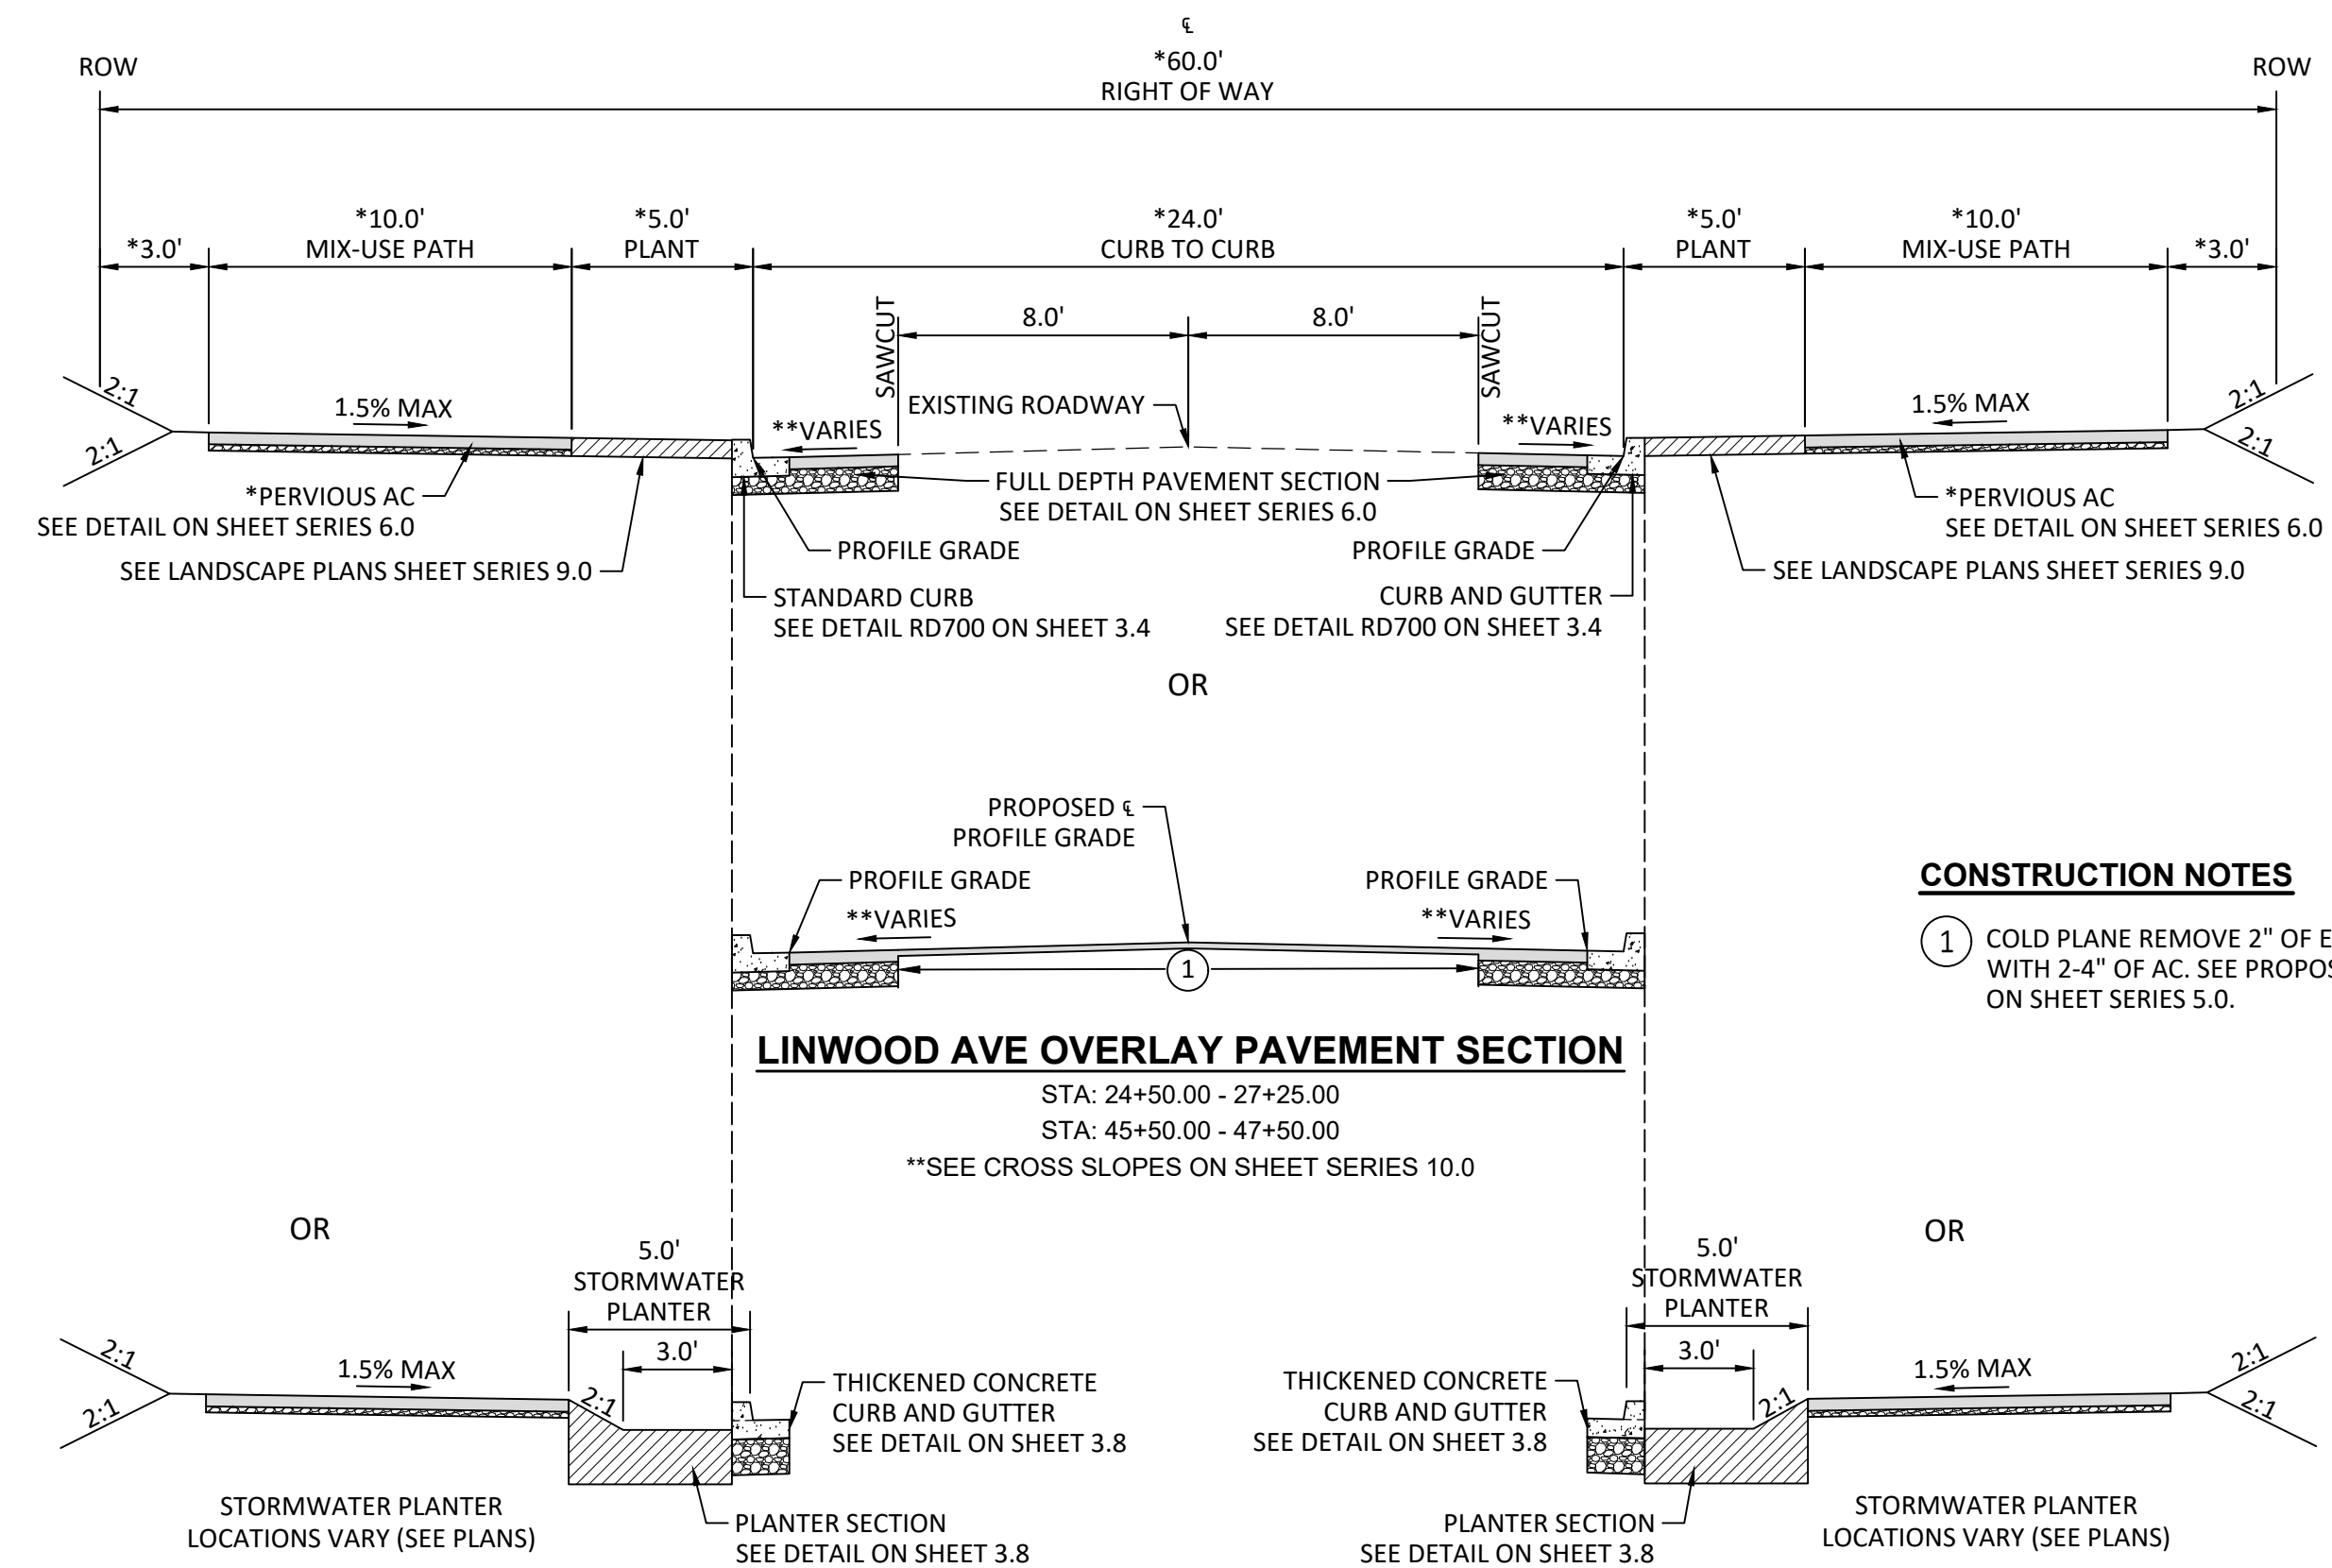 ℄
*60.0'
RIGHT OF WAY
ROW
ROW
*3.0'
*10.0'
MIX-USE PATH
*5.0'
PLANT
*24.0'
CURB TO CURB
*5.0'
PLANT
*10.0'
MIX-USE PATH
*3.0'
SAWCUT
8.0'
8.0'
SAWCUT
2:1
2:1
1.5% MAX
**VARIES
EXISTING ROADWAY
**VARIES
1.5% MAX
2:1
2:1
*PERVIOUS AC
SEE DETAIL ON SHEET SERIES 6.0
SEE LANDSCAPE PLANS SHEET SERIES 9.0
FULL DEPTH PAVEMENT SECTION
SEE DETAIL ON SHEET SERIES 6.0
PROFILE GRADE
PROFILE GRADE
*PERVIOUS AC
SEE DETAIL ON SHEET SERIES 6.0
SEE LANDSCAPE PLANS SHEET SERIES 9.0
STANDARD CURB
SEE DETAIL RD700 ON SHEET 3.4
CURB AND GUTTER
SEE DETAIL RD700 ON SHEET 3.4
OR
PROPOSED ℄
PROFILE GRADE
PROFILE GRADE
PROFILE GRADE
**VARIES
**VARIES
1
CONSTRUCTION NOTES
1 COLD PLANE REMOVE 2" OF
WITH 2-4" OF AC. SEE
ON SHEET SERIES 5.0.
LINWOOD AVE OVERLAY PAVEMENT SECTION
STA: 24+50.00 - 27+25.00
STA: 45+50.00 - 47+50.00
**SEE CROSS SLOPES ON SHEET SERIES 10.0
OR
OR
5.0'
STORMWATER
PLANTER
3.0'
2:1
2:1
1.5% MAX
2:1
THICKENED CONCRETE
CURB AND GUTTER
SEE DETAIL ON SHEET 3.8
THICKENED CONCRETE
CURB AND GUTTER
SEE DETAIL ON SHEET 3.8
5.0'
STORMWATER
PLANTER
3.0'
2:1
1.5% MAX
2:1
2:1
STORMWATER PLANTER
LOCATIONS VARY (SEE PLANS)
PLANTER SECTION
SEE DETAIL ON SHEET 3.8
PLANTER SECTION
SEE DETAIL ON SHEET 3.8
STORMWATER PLANTER
LOCATIONS VARY (SEE PLANS)